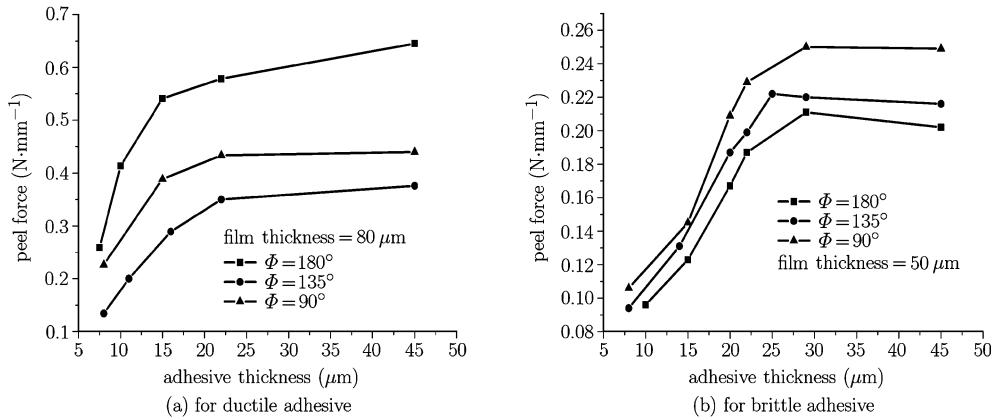 0.7
0.6
0.5
0.4
0.3
0.2
0.1
5 10 15 20 25 30 35 40 45 50
peel force (N·mm⁻¹)
film thickness = 80 μm
Φ = 180°
Φ = 135°
Φ = 90°
adhesive thickness (μm)
(a) for ductile adhesive
0.26
0.24
0.22
0.20
0.18
0.16
0.14
0.12
0.10
0.08
5 10 15 20 25 30 35 40 45 50
peel force (N·mm⁻¹)
Φ = 180°
Φ = 135°
Φ = 90°
film thickness = 50 μm
adhesive thickness (μm)
(b) for brittle adhesive